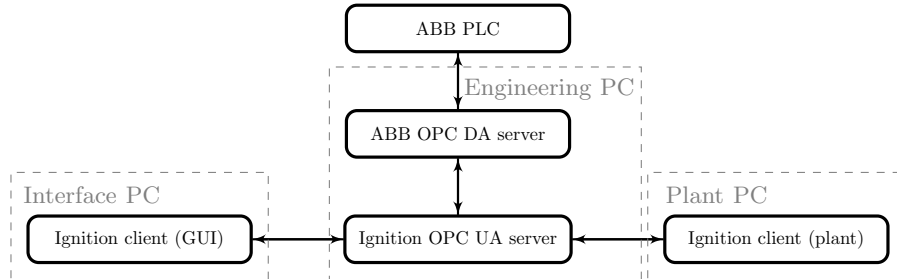 ABB PLC
Engineering PC
ABB OPC DA server
Interface PC
Plant PC
Ignition client (GUI)
Ignition OPC UA server
Ignition client (plant)